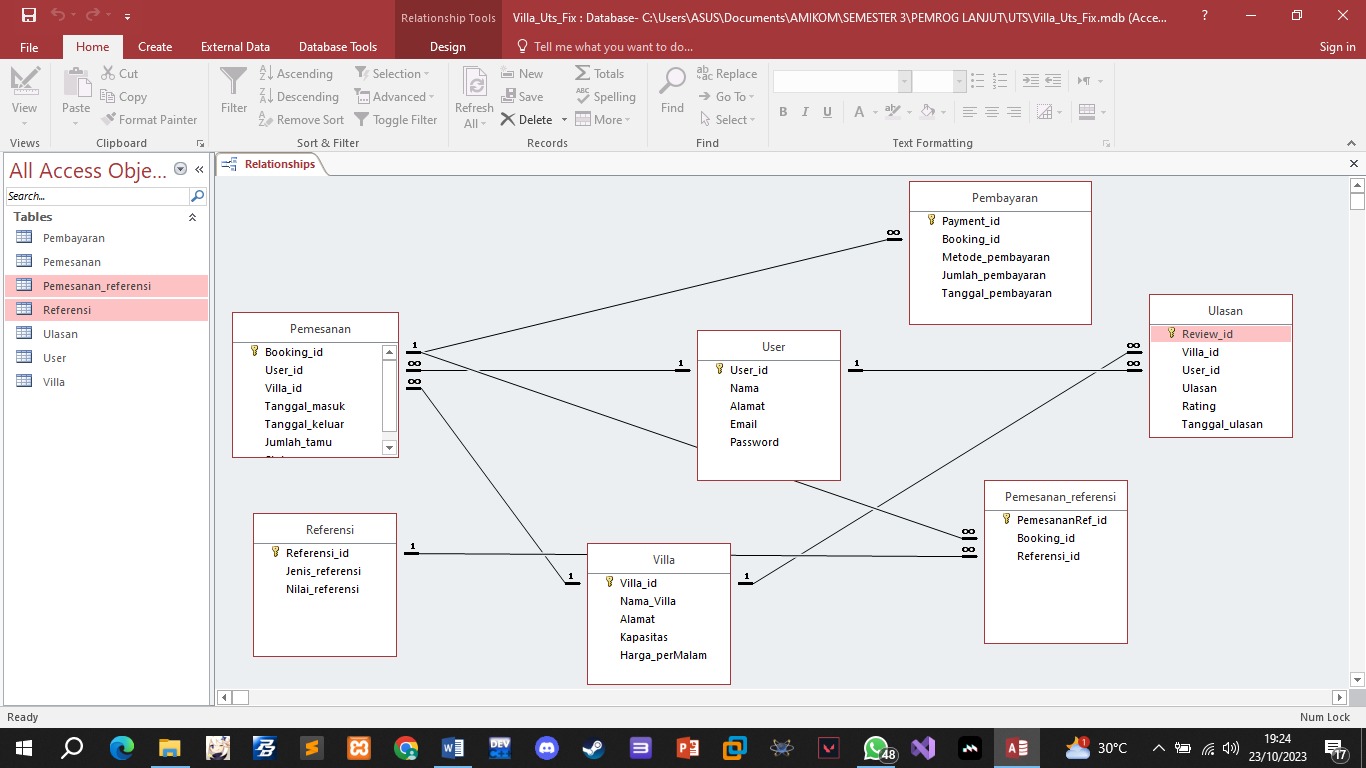 Relationship Tools
Villa_Uts_Fix : Database- C:\Users\ASUS\Documents\AMIKOM\SEMESTER 3\PEMROG LANJUT\UTS\Villa_Uts_Fix.mdb (Acce...
?
File
Home
Create
External Data
Database Tools
Design
Tell me what you want to do...
Sign in
View
Views
Paste
Cut
Copy
Format Painter
Clipboard
Filter
Ascending
Descending
Remove Sort
Selection
Advanced
Toggle Filter
Sort & Filter
Refresh
All
New
Save
Delete
Totals
Spelling
More
Records
Find
Replace
Go To
Select
Find
B I U
A
Text Formatting
All Access Obje...
Search...
Tables
Pembayaran
Pemesanan
Pemesanan_referensi
Referensi
Ulasan
User
Villa
Relationships
Pembayaran
Payment_id
Booking_id
Metode_pembayaran
Jumlah_pembayaran
Tanggal_pembayaran
Pemesanan
Booking_id
User_id
Villa_id
Tanggal_masuk
Tanggal_keluar
Jumlah_tamu
1
∞
∞
∞
User
User_id
Nama
Alamat
Email
Password
1
1
Ulasan
Review_id
Villa_id
User_id
Ulasan
Rating
Tanggal_ulasan
∞
∞
Referensi
Referensi_id
Jenis_referensi
Nilai_referensi
1
Villa
Villa_id
Nama_Villa
Alamat
Kapasitas
Harga_perMalam
1
1
Pemesanan_referensi
PemesananRef_id
Booking_id
Referensi_id
∞
∞
Ready
Num Lock
48
1
30°C
19:24
23/10/2023
17